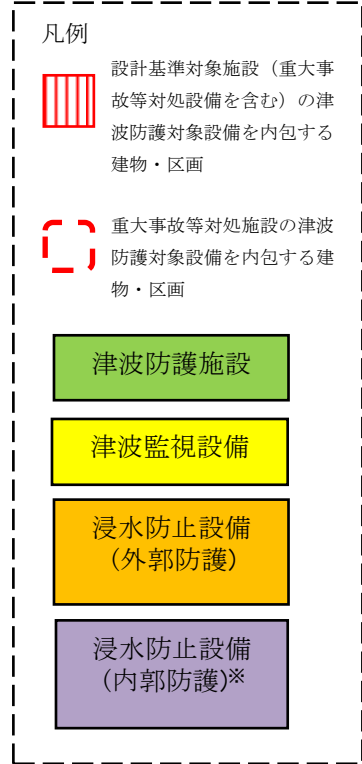 凡例
設計基準対象施設（重大事
故等対処設備を含む）の津
波防護対象設備を内包する
建物・区画
重大事故等対処施設の津波
防護対象設備を内包する建
物・区画
津波防護施設
津波監視設備
浸水防止設備
(外郭防護)
浸水防止設備
(内郭防護)※